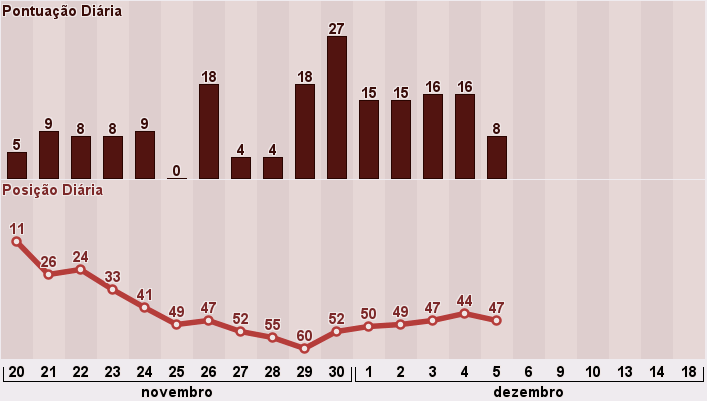 Pontuação Diária
5 9 8 8 9 0 18 4 4 18 27 15 15 16 16 8
Posição Diária
11 26 24 33 41 49 47 52 55 60 52 50 49 47 44 47
20 21 22 23 24 25 26 27 28 29 30 1 2 3 4 5 6 9 10 13 14 18
novembro dezembro